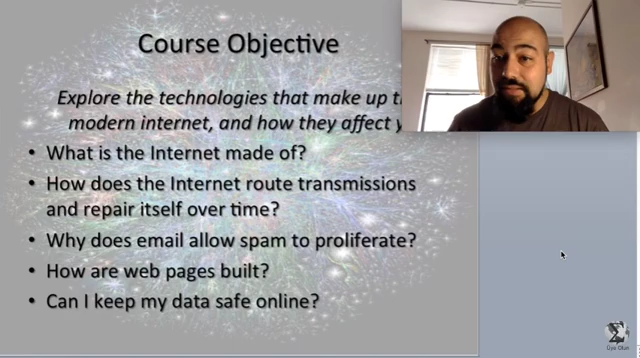 Course Objective
Explore the technologies that make up
modern internet, and how they affect
• What is the Internet made of?
• How does the Internet route transmissions
and repair itself over time?
• Why does email allow spam to proliferate?
• How are web pages built?
• Can I keep my data safe online?
Üye Olun